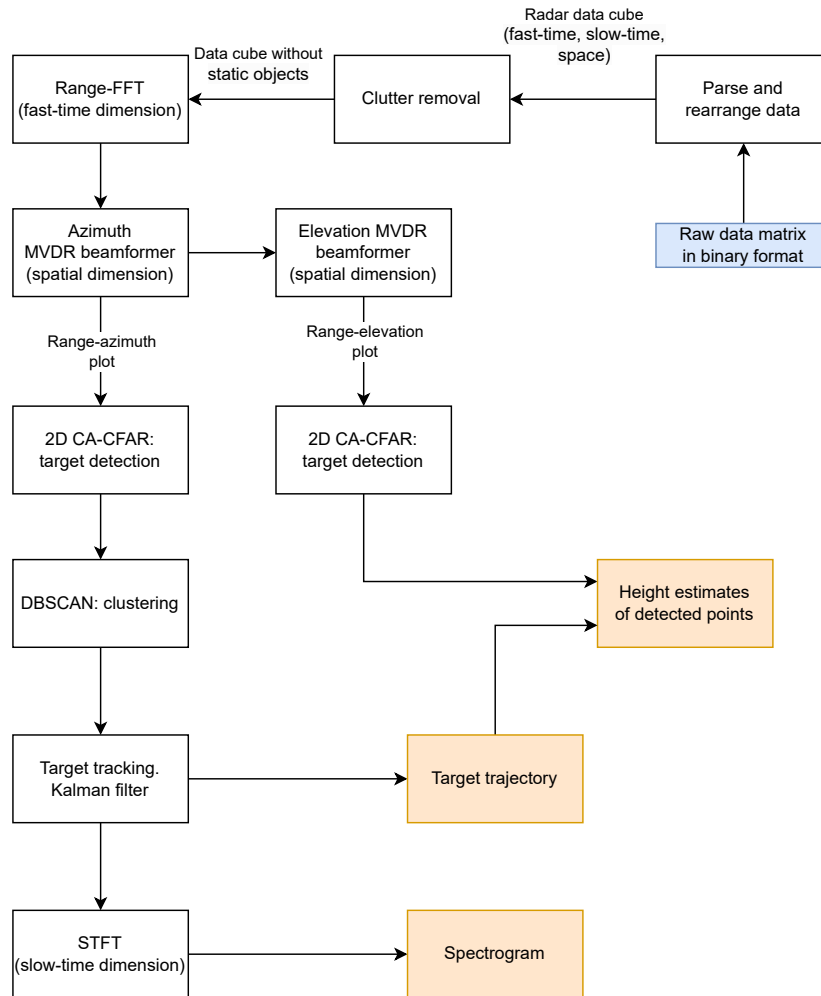 Radar data cube
(fast-time, slow-time,
space)
Data cube without
static objects
Range-FFT
(fast-time dimension)
Clutter removal
Parse and
rearrange data
Azimuth
MVDR beamformer
(spatial dimension)
Elevation MVDR
beamformer
(spatial dimension)
Raw data matrix
in binary format
Range-azimuth
plot
Range-elevation
plot
2D CA-CFAR:
target detection
2D CA-CFAR:
target detection
DBSCAN: clustering
Height estimates
of detected points
Target tracking.
Kalman filter
Target trajectory
STFT
(slow-time dimension)
Spectrogram